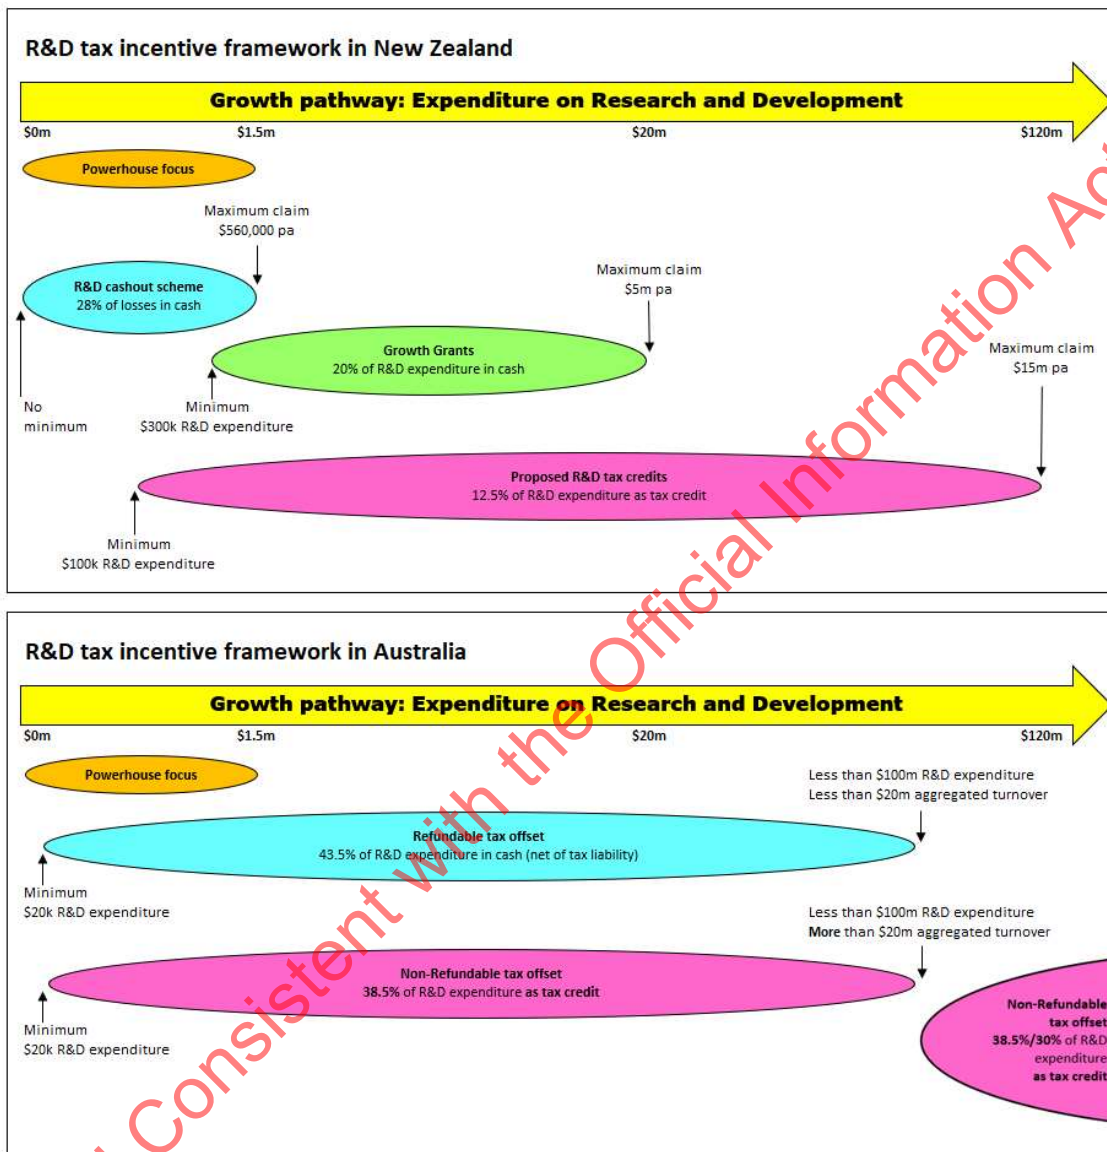 R&D tax incentive framework in New Zealand
Growth pathway: Expenditure on Research and Development
$0m $1.5m $20m $120m
Powerhouse focus
Maximum claim
$560,000 pa
R&D cashout scheme
28% of losses in cash
Maximum claim
$5m pa
Growth Grants
20% of R&D expenditure in cash
Maximum claim
$15m pa
No
minimum
Minimum
$300k R&D expenditure
Proposed R&D tax credits
12.5% of R&D expenditure as tax credit
Minimum
$100k R&D expenditure
R&D tax incentive framework in Australia
Growth pathway: Expenditure on Research and Development
$0m $1.5m $20m $120m
Powerhouse focus
Less than $100m R&D expenditure
Less than $20m aggregated turnover
Refundable tax offset
43.5% of R&D expenditure in cash (net of tax liability)
Minimum
$20k R&D expenditure
Less than $100m R&D expenditure
More than $20m aggregated turnover
Non-Refundable tax offset
38.5% of R&D expenditure as tax credit
Minimum
$20k R&D expenditure
Non-Refundable
tax offset
38.5%/30% of R&D
expenditure
as tax credit
Consistent with the Official Information Act